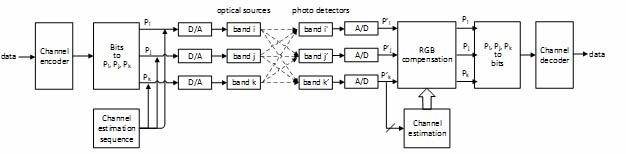 optical sources
photo detectors
data
Channel
encoder
Bits
to
Pi, Pj, Pk
Pi
Pj
Pk
D/A
D/A
D/A
band i
band j
band k
band i'
band j'
band k'
A/D
A/D
A/D
P'i
P'j
P'k
RGB
compensation
Pi
Pj
Pk
Pi, Pj, Pk
to
bits
Channel
decoder
data
Channel
estimation
sequence
Channel
estimation